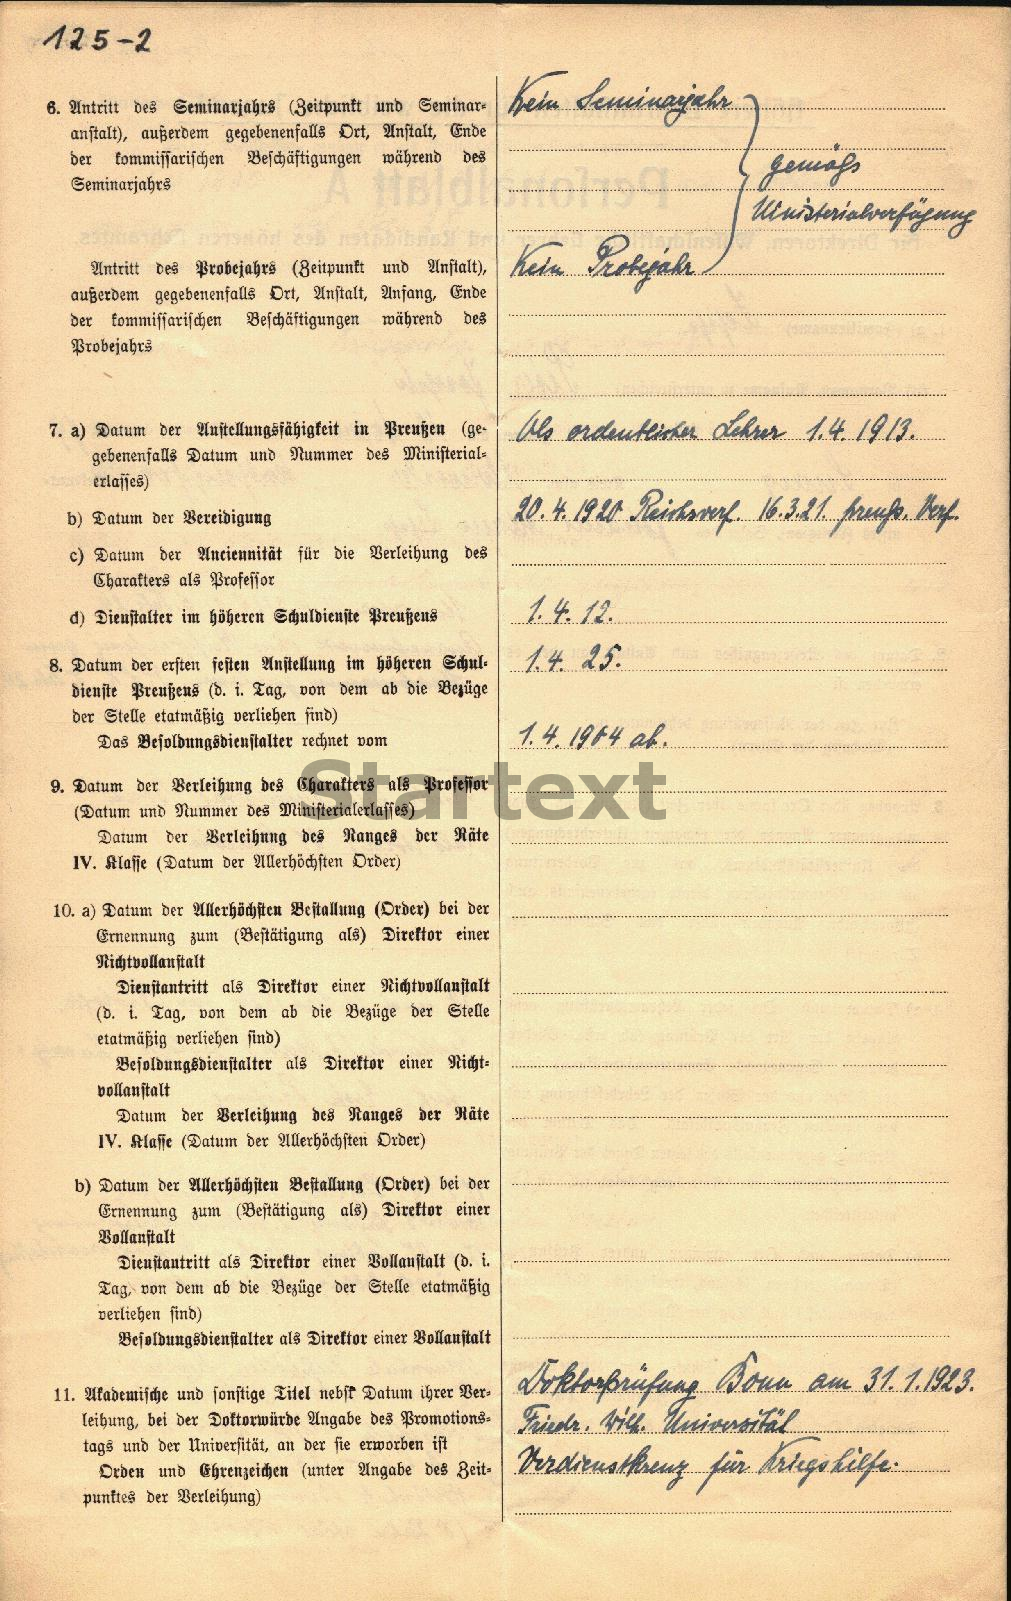 125-2
6. Antritt des Seminarjahrs (Zeitpunkt und Seminar-
anstalt), außerdem gegebenenfalls Ort, Anstalt, Ende
der kommissarischen Beschäftigungen während des
Seminarjahrs
Kein Seminarjahr
gemäß
Ministerialverfügung
Antritt des Probejahrs (Zeitpunkt und Anstalt),
außerdem gegebenenfalls Ort, Anstalt, Anfang, Ende
der kommissarischen Beschäftigungen während des
Probejahrs
Kein Probejahr
7. a) Datum der Anstellungsfähigkeit in Preußen (ge-
gebenenfalls Datum und Nummer des Ministerial-
erlasses)
Als ordentlicher Lehrer 1.4.1913.
b) Datum der Vereidigung
20.4.1920 Reichsverf. 16.3.21. preuß. Verf.
c) Datum der Anciennität für die Verleihung des
Charakters als Professor
d) Dienstalter im höheren Schuldienste Preußens
1.4.12.
8. Datum der ersten festen Anstellung im höheren Schul-
dienste Preußens (d. i. Tag, von dem ab die Bezüge
der Stelle etatmäßig verliehen sind)
1.4.25.
Das Besoldungsdienstalter rechnet vom
1.4.1904 ab.
Startext
9. Datum der Verleihung des Charakters als Professor
(Datum und Nummer des Ministerialerlasses)
Datum der Verleihung des Ranges der Räte
IV. Klasse (Datum der Allerhöchsten Order)
10. a) Datum der Allerhöchsten Bestallung (Order) bei der
Ernennung zum (Bestätigung als) Direktor einer
Nichtvollanstalt
Dienstantritt als Direktor einer Nichtvollanstalt
(d. i. Tag, von dem ab die Bezüge der Stelle
etatmäßig verliehen sind)
Besoldungsdienstalter als Direktor einer Nicht-
vollanstalt
Datum der Verleihung des Ranges der Räte
IV. Klasse (Datum der Allerhöchsten Order)
b) Datum der Allerhöchsten Bestallung (Order) bei der
Ernennung zum (Bestätigung als) Direktor einer
Vollanstalt
Dienstantritt als Direktor einer Vollanstalt (d. i.
Tag, von dem ab die Bezüge der Stelle etatmäßig
verliehen sind)
Besoldungsdienstalter als Direktor einer Vollanstalt
11. Akademische und sonstige Titel nebst Datum ihrer Ver-
leihung, bei der Doktorwürde Angabe des Promotions-
tags und der Universität, an der sie erworben ist
Orden und Ehrenzeichen (unter Angabe des Zeit-
punktes der Verleihung)
Doktorprüfung Bonn am 31.1.1923.
Friedr. Wilh. Universität
Verdienstkreuz für Kriegshilfe.